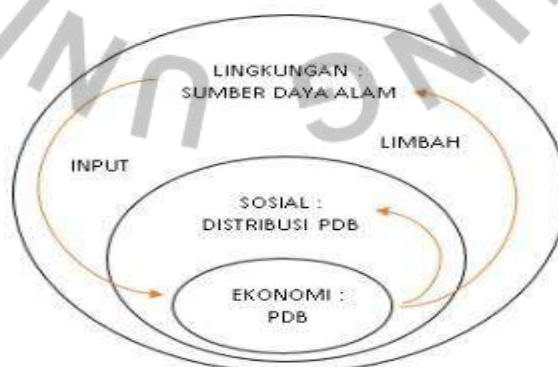 LINGKUNGAN :
SUMBER DAYA ALAM
INPUT
LIMBAH
SOSIAL :
DISTRIBUSI PDB
EKONOMI :
PDB